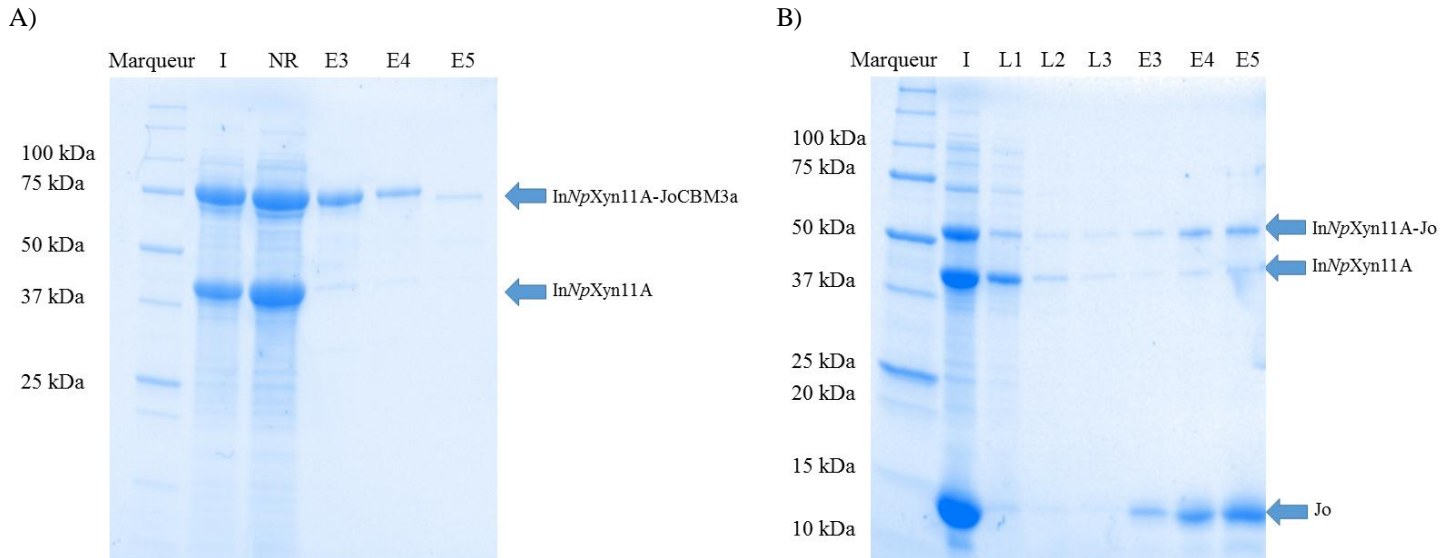 A)
Marqueur I NR E3 E4 E5
100 kDa
75 kDa
InNpXyn11A-JoCBM3a
50 kDa
37 kDa
InNpXyn11A
25 kDa
B)
Marqueur I L1 L2 L3 E3 E4 E5
100 kDa
75 kDa
50 kDa
InNpXyn11A-Jo
InNpXyn11A
37 kDa
25 kDa
20 kDa
15 kDa
Jo
10 kDa